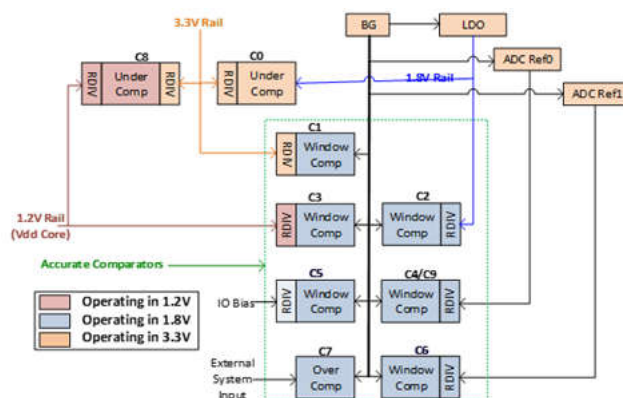 3.3V Rail
BG
LDO
C8
C0
ADC Ref0
RDIV
Under
Comp
RDIV
RDIV
Under
Comp
1.8V Rail
ADC Ref1
C1
RDIV
Window
Comp
C3
C2
1.2V Rail
(Vdd Core)
RDIV
Window
Comp
Window
Comp
RDIV
Accurate Comparators
C5
C4/C9
Operating in 1.2V
Operating in 1.8V
Operating in 3.3V
IO Bias
RDIV
Window
Comp
Window
Comp
RDIV
C7
C6
External
System
Input
Over
Comp
Window
Comp
RDIV